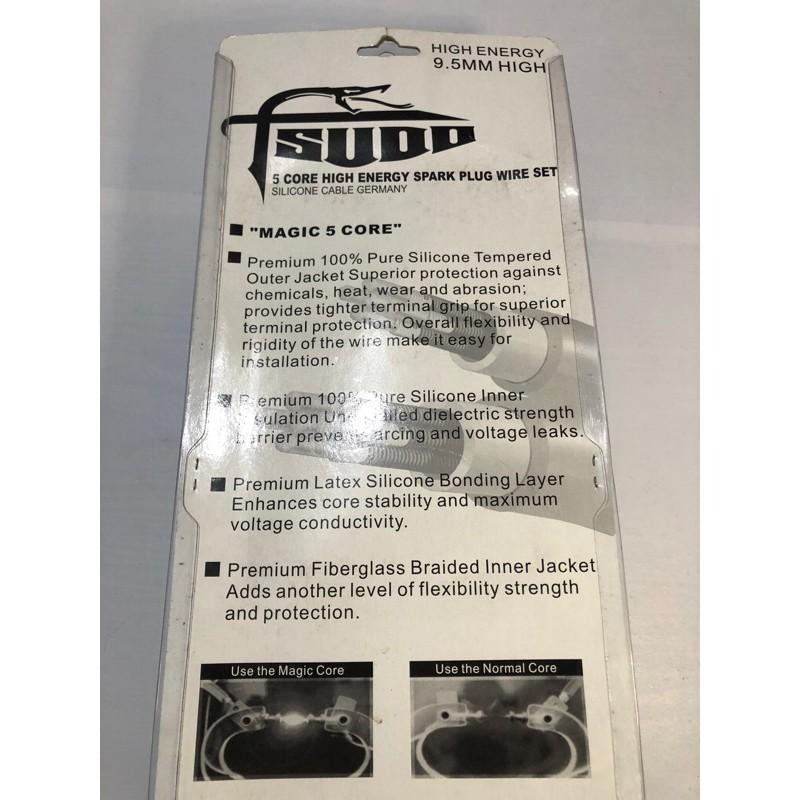 HIGH ENERGY
9.5MM HIGH
SUDO
5 CORE HIGH ENERGY SPARK PLUG WIRE SET
SILICONE CABLE GERMANY
"MAGIC 5 CORE"
Premium 100% Pure Silicone Tempered
Outer Jacket Superior protection against
chemicals, heat, wear and abrasion;
provides tighter terminal grip for superior
terminal protection. Overall flexibility and
rigidity of the wire make it easy for
installation.
Premium 100% Pure Silicone Inner
Insulation dielectric strength
barrier prevents arcing and voltage leaks.
Premium Latex Silicone Bonding Layer
Enhances core stability and maximum
voltage conductivity.
Premium Fiberglass Braided Inner Jacket
Adds another level of flexibility strength
and protection.
Use the Magic Core
Use the Normal Core